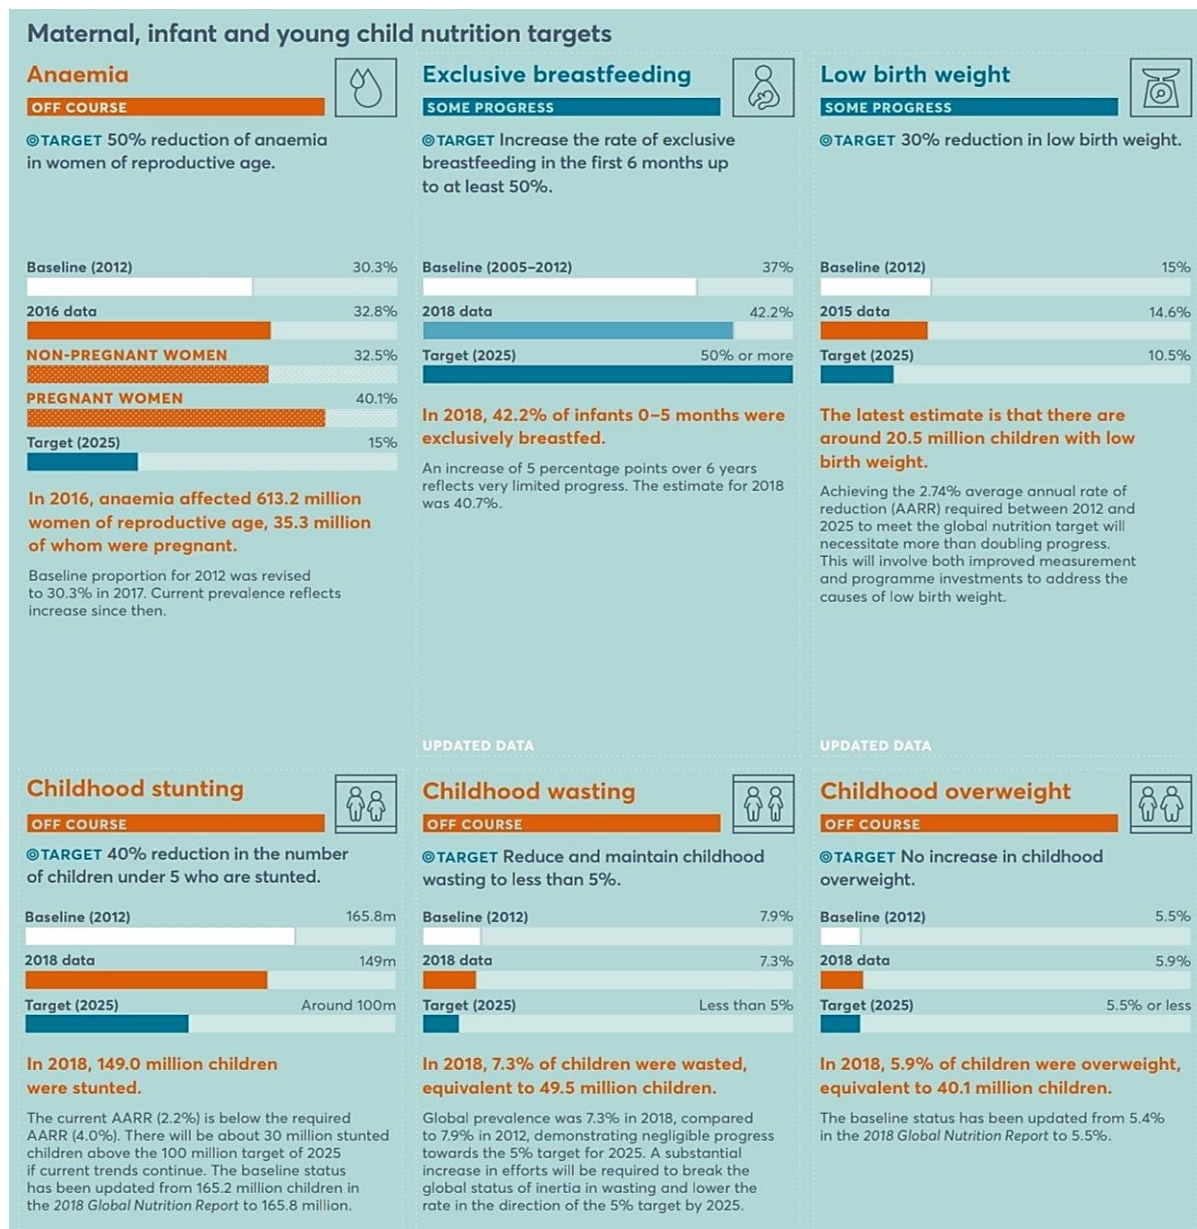 Maternal, infant and young child nutrition targets
Anaemia
OFF COURSE
TARGET 50% reduction of anaemia
in women of reproductive age.
Baseline (2012) 30.3%
2016 data 32.8%
NON-PREGNANT WOMEN 32.5%
PREGNANT WOMEN 40.1%
Target (2025) 15%
In 2016, anaemia affected 613.2 million
women of reproductive age, 35.3 million
of whom were pregnant.
Baseline proportion for 2012 was revised
to 30.3% in 2017. Current prevalence reflects
increase since then.
Exclusive breastfeeding
SOME PROGRESS
TARGET Increase the rate of exclusive
breastfeeding in the first 6 months up
to at least 50%.
Baseline (2005–2012) 37%
2018 data 42.2%
Target (2025) 50% or more
In 2018, 42.2% of infants 0–5 months were
exclusively breastfed.
An increase of 5 percentage points over 6 years
reflects very limited progress. The estimate for 2018
was 40.7%.
UPDATED DATA
Low birth weight
SOME PROGRESS
TARGET 30% reduction in low birth weight.
Baseline (2012) 15%
2015 data 14.6%
Target (2025) 10.5%
The latest estimate is that there are
around 20.5 million children with low
birth weight.
Achieving the 2.74% average annual rate of
reduction (AARR) required between 2012 and
2025 to meet the global nutrition target will
necessitate more than doubling progress.
This will involve both improved measurement
and programme investments to address the
causes of low birth weight.
UPDATED DATA
Childhood stunting
OFF COURSE
TARGET 40% reduction in the number
of children under 5 who are stunted.
Baseline (2012) 165.8m
2018 data 149m
Target (2025) Around 100m
In 2018, 149.0 million children
were stunted.
The current AARR (2.2%) is below the required
AARR (4.0%). There will be about 30 million stunted
children above the 100 million target of 2025
if current trends continue. The baseline status
has been updated from 165.2 million children in
the 2018 Global Nutrition Report to 165.8 million.
Childhood wasting
OFF COURSE
TARGET Reduce and maintain childhood
wasting to less than 5%.
Baseline (2012) 7.9%
2018 data 7.3%
Target (2025) Less than 5%
In 2018, 7.3% of children were wasted,
equivalent to 49.5 million children.
Global prevalence was 7.3% in 2018, compared
to 7.9% in 2012, demonstrating negligible progress
towards the 5% target for 2025. A substantial
increase in efforts will be required to break the
global status of inertia in wasting and lower the
rate in the direction of the 5% target by 2025.
Childhood overweight
OFF COURSE
TARGET No increase in childhood
overweight.
Baseline (2012) 5.5%
2018 data 5.9%
Target (2025) 5.5% or less
In 2018, 5.9% of children were overweight,
equivalent to 40.1 million children.
The baseline status has been updated from 5.4%
in the 2018 Global Nutrition Report to 5.5%.